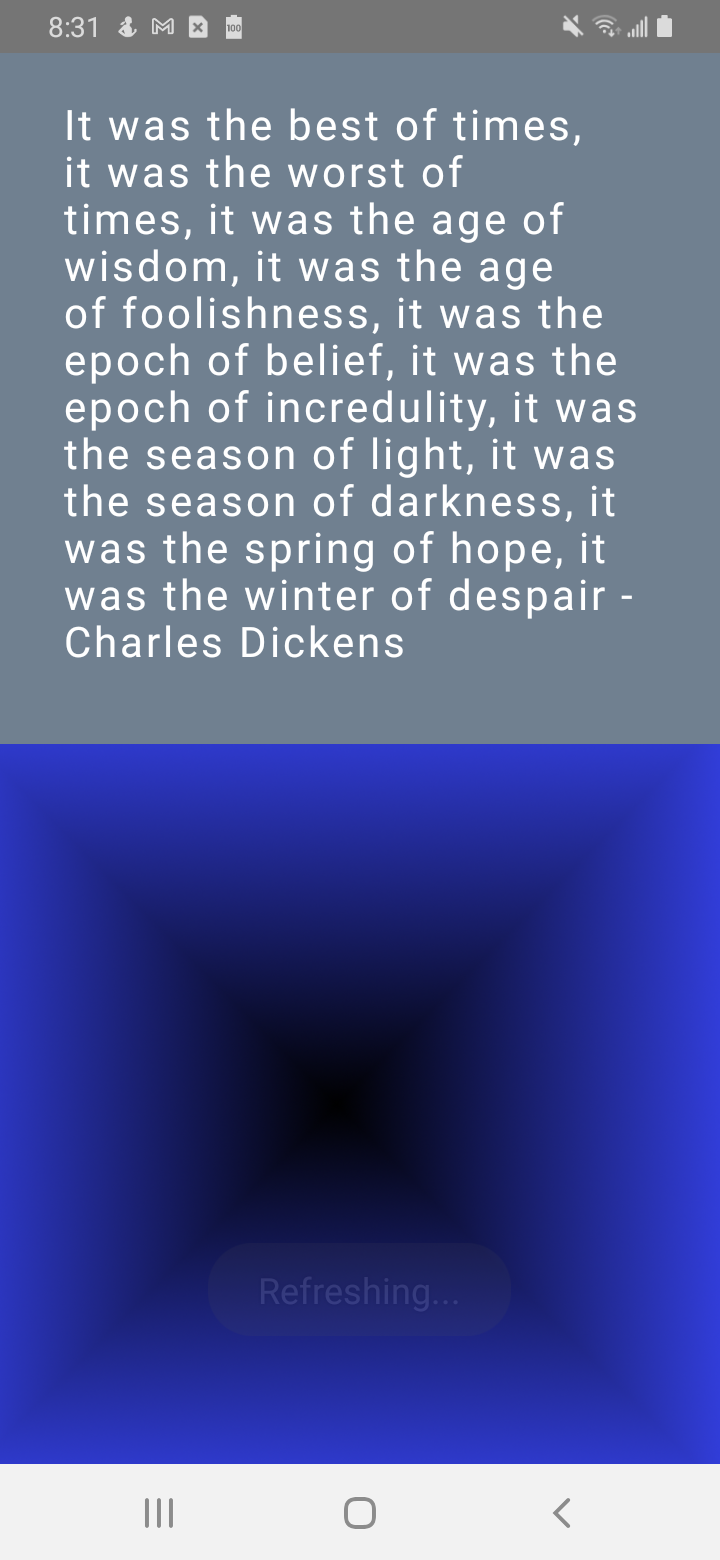 8:31
100
It was the best of times,
it was the worst of
times, it was the age of
wisdom, it was the age
of foolishness, it was the
epoch of belief, it was the
epoch of incredulity, it was
the season of light, it was
the season of darkness, it
was the spring of hope, it
was the winter of despair -
Charles Dickens
Refreshing...